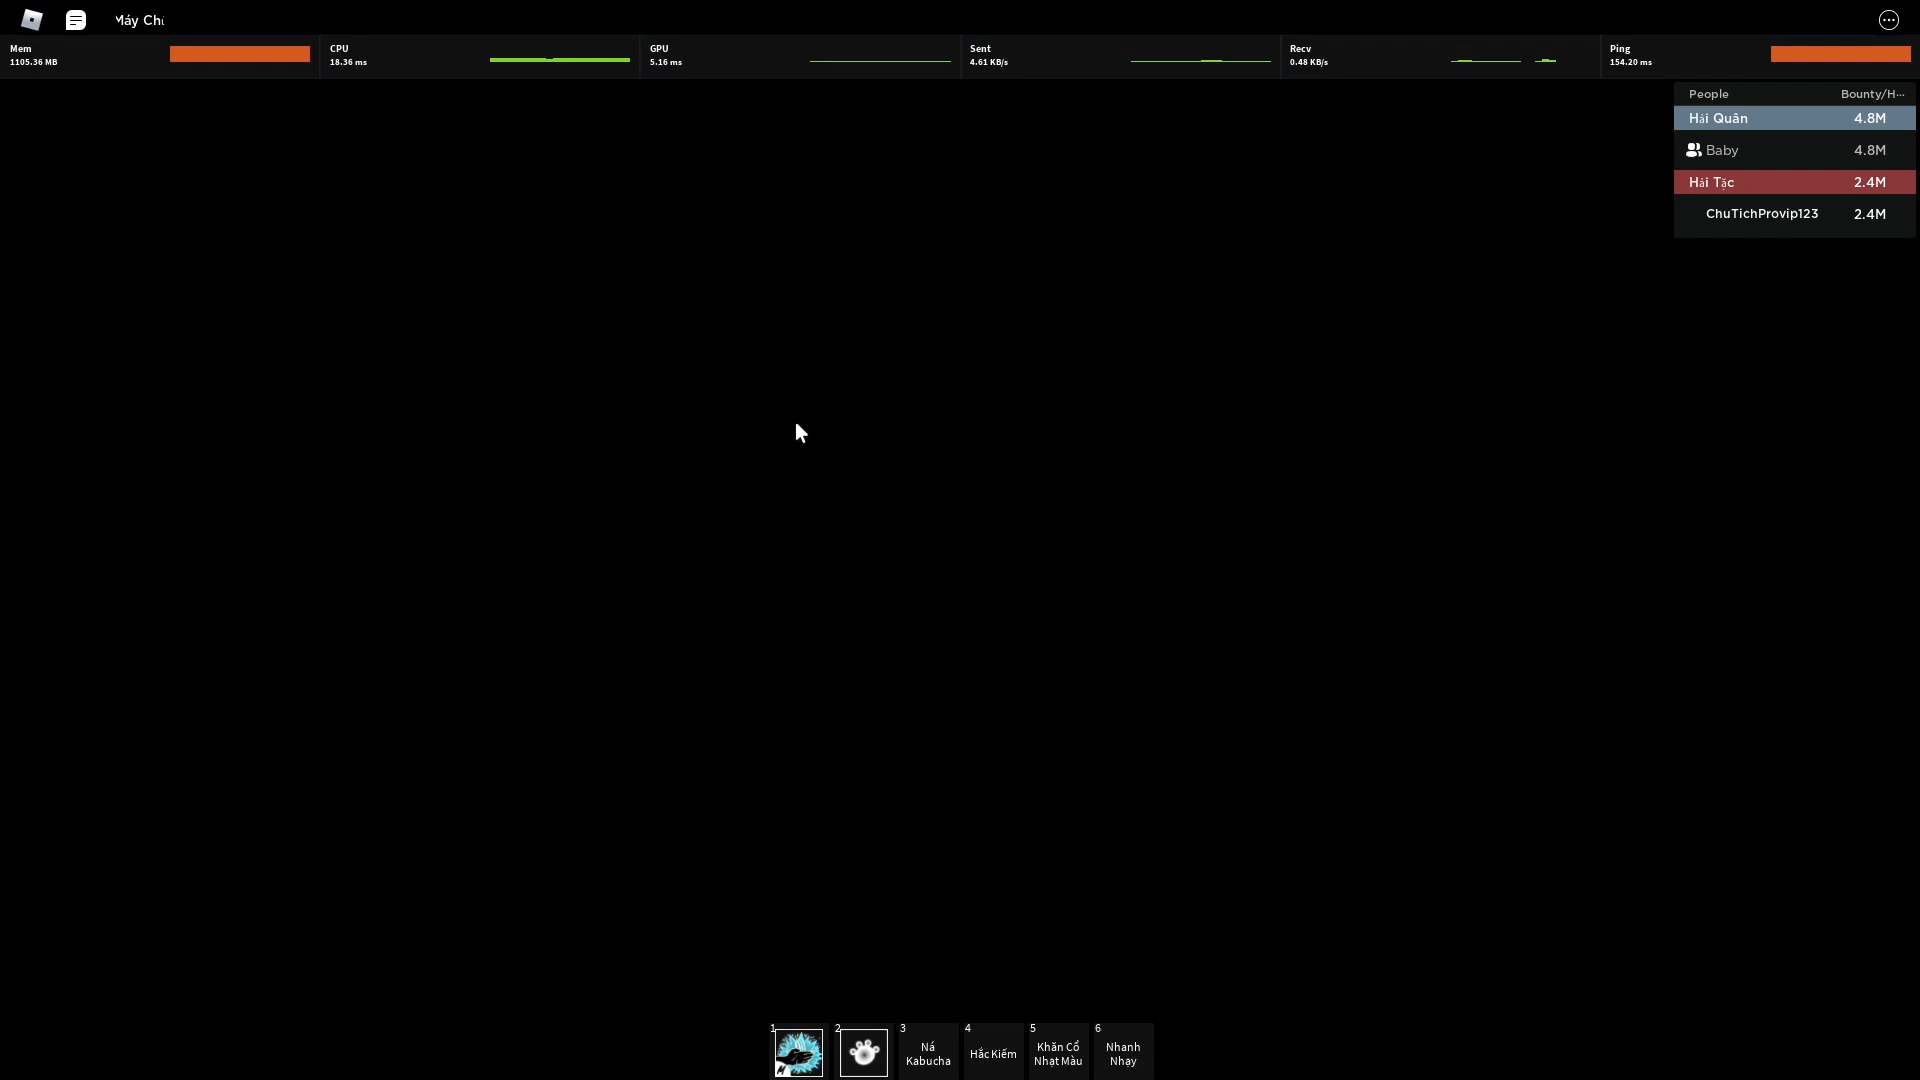 Máy Chủ
Mem
1105.36 MB
CPU
18.36 ms
GPU
5.16 ms
Sent
4.61 KB/s
Recv
0.48 KB/s
Ping
154.20 ms
People Bounty/H...
Hải Quân 4.8M
Baby 4.8M
Hải Tặc 2.4M
ChuTichProvip123 2.4M
1
2
3
Ná
Kabucha
4
Hắc Kiếm
5
Khăn Cổ
Nhạt Màu
6
Nhanh
Nhạy